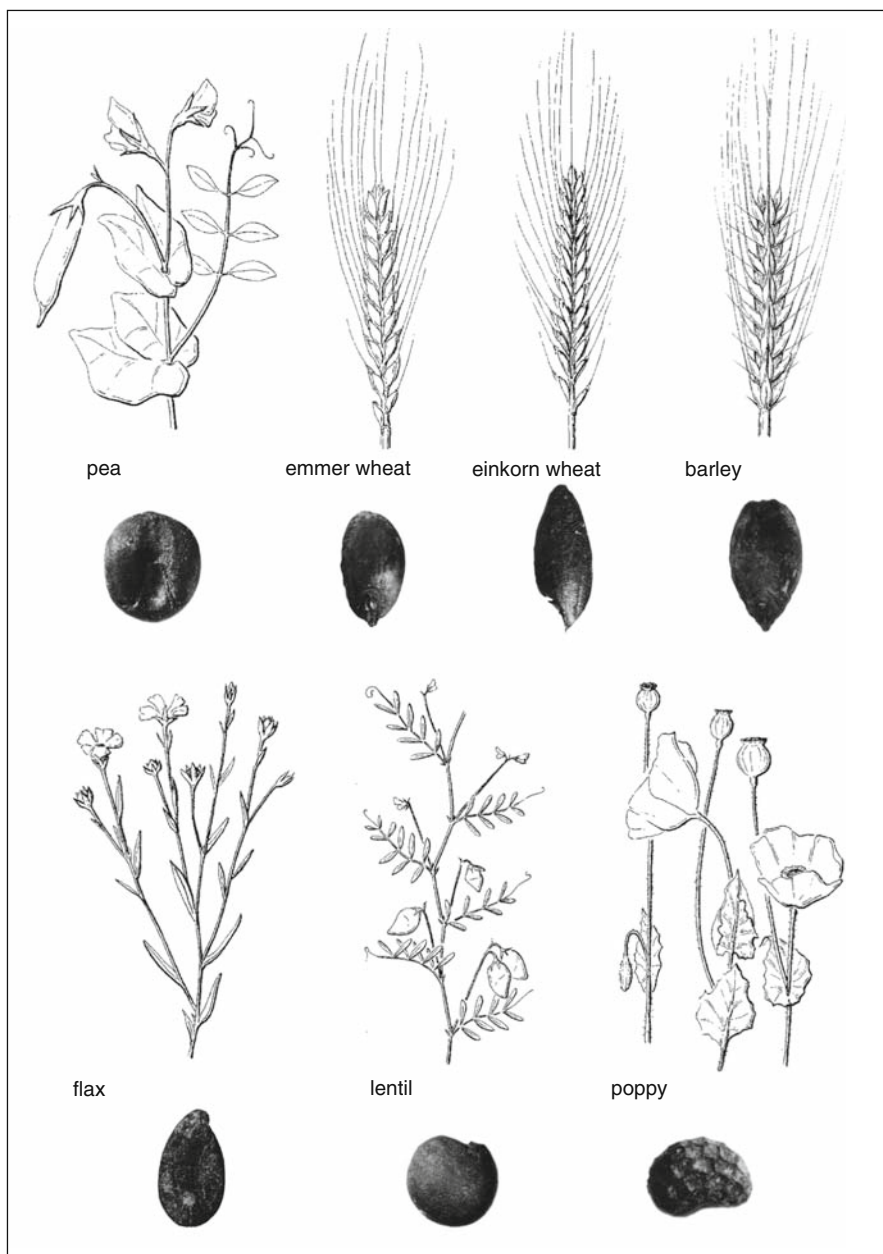 pea
emmer wheat
einkorn wheat
barley
flax
lentil
poppy